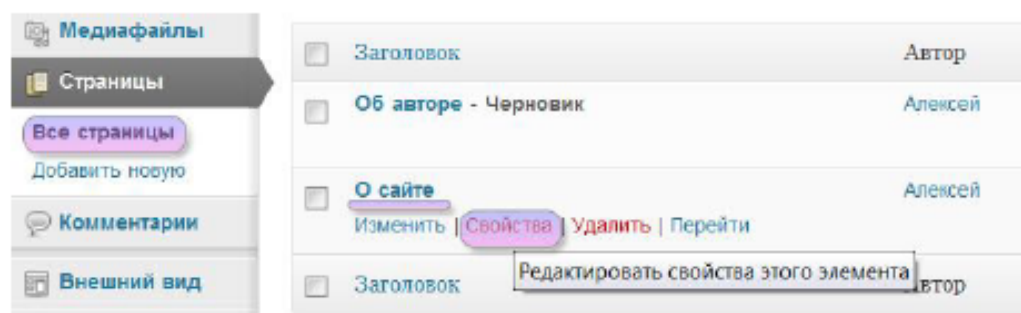 Медиафайлы
Страницы
Все страницы
Добавить новую
Комментарии
Внешний вид
Заголовок Автор
Об авторе - Черновик Алексей
О сайте Алексей
Изменить | Свойства | Удалить | Перейти
Редактировать свойства этого элемента
Заголовок Автор